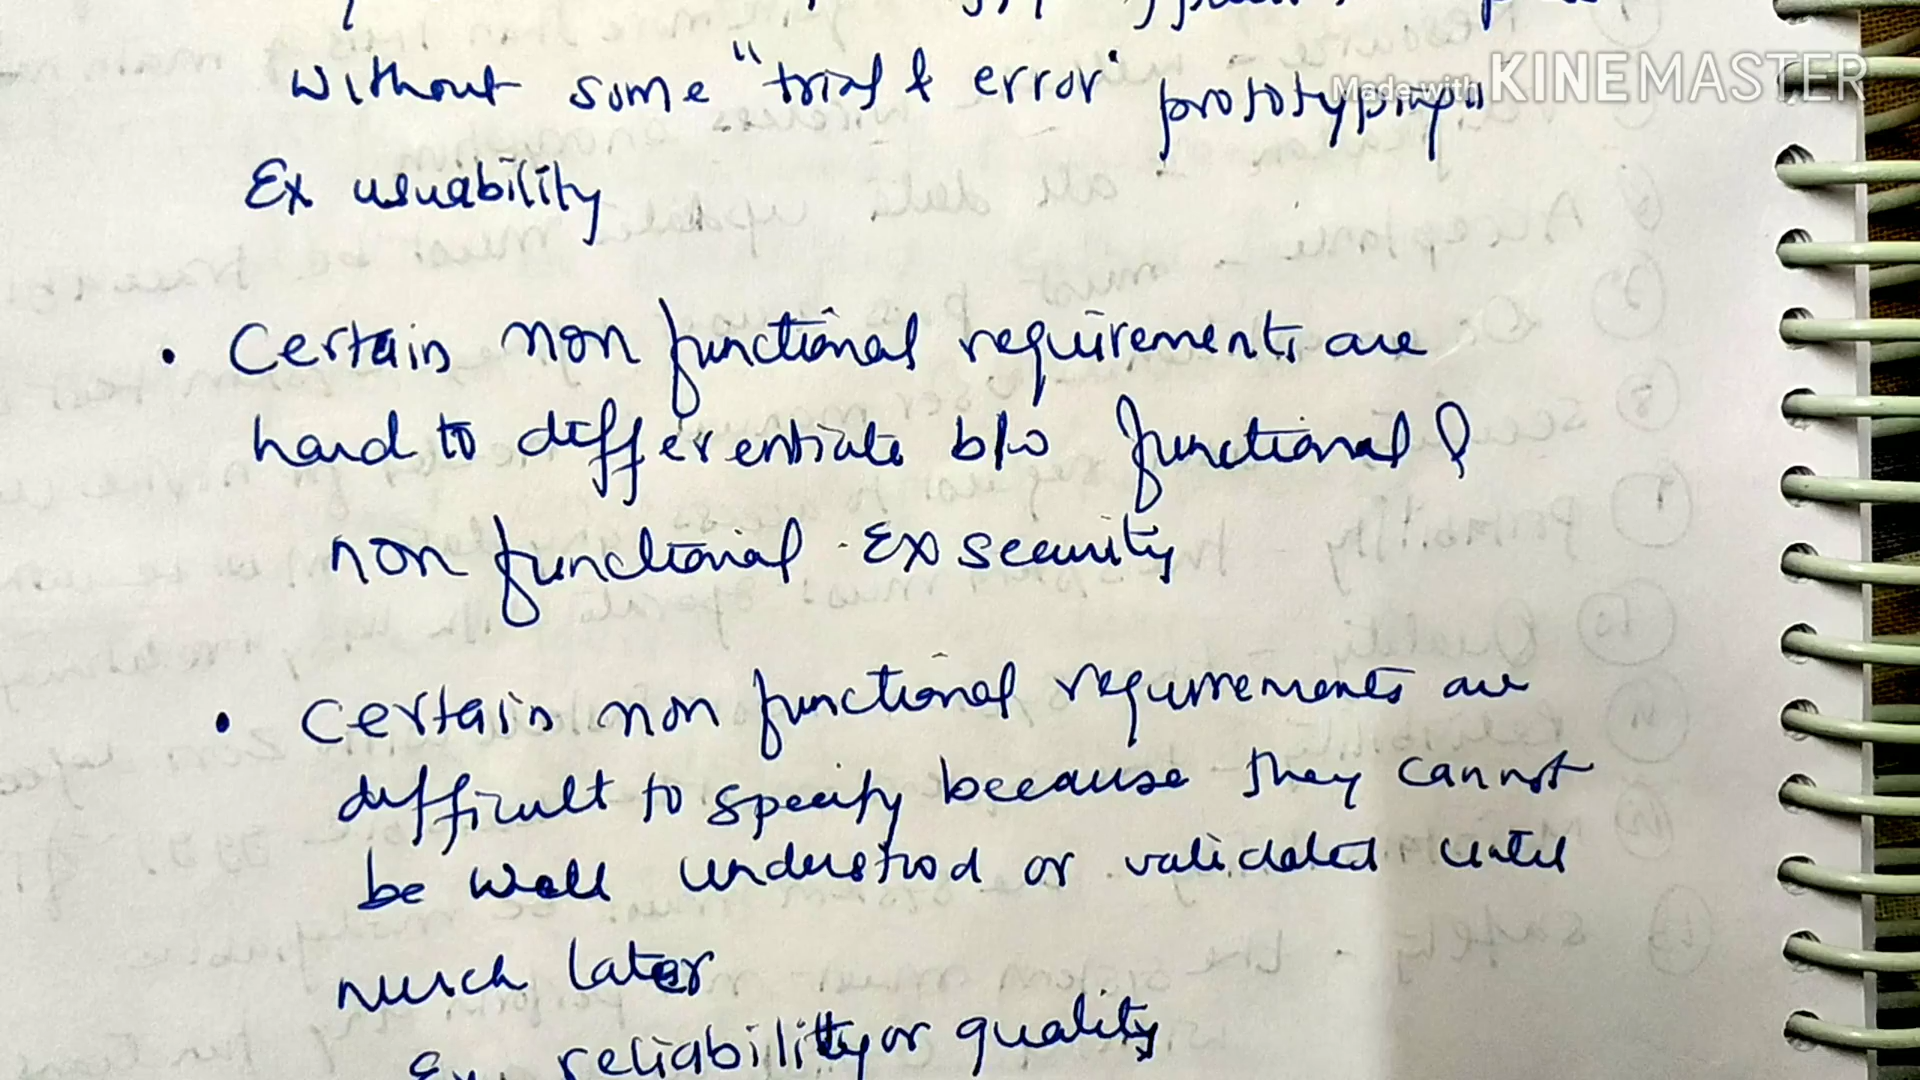 without some "trial & error" prototyping"
Made with KINEMASTER
Ex usuability
• Certain non functional requirements are
hard to differentiate b/w functional &
non functional . Ex security
• Certain non functional requirements are
difficult to specify because they cannot
be well understood or validated until
much later
Ex reliability or quality